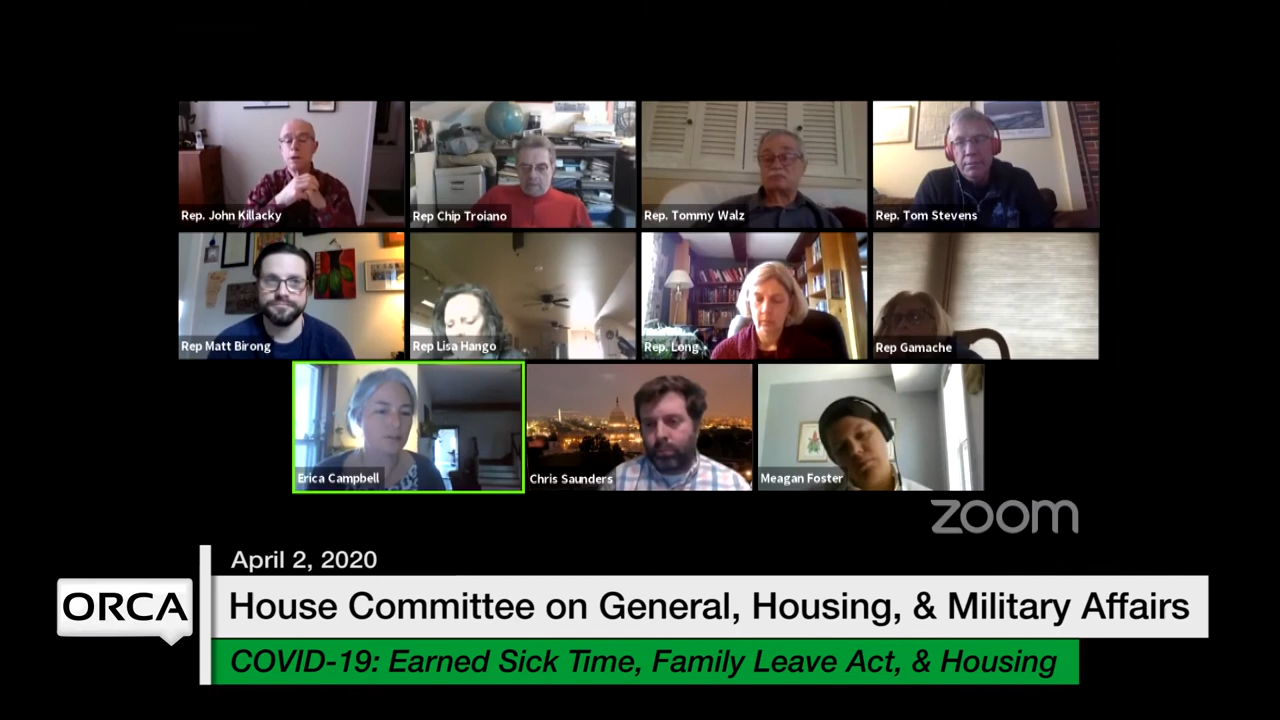 Rep. John Killacky
Rep Chip Troiano
Rep. Tommy Walz
Rep. Tom Stevens
Rep Matt Birong
Rep Lisa Hango
Rep. Long
Rep Gamache
Erica Campbell
Chris Saunders
Meagan Foster
zoom
April 2, 2020
ORCA
House Committee on General, Housing, & Military Affairs
COVID-19: Earned Sick Time, Family Leave Act, & Housing